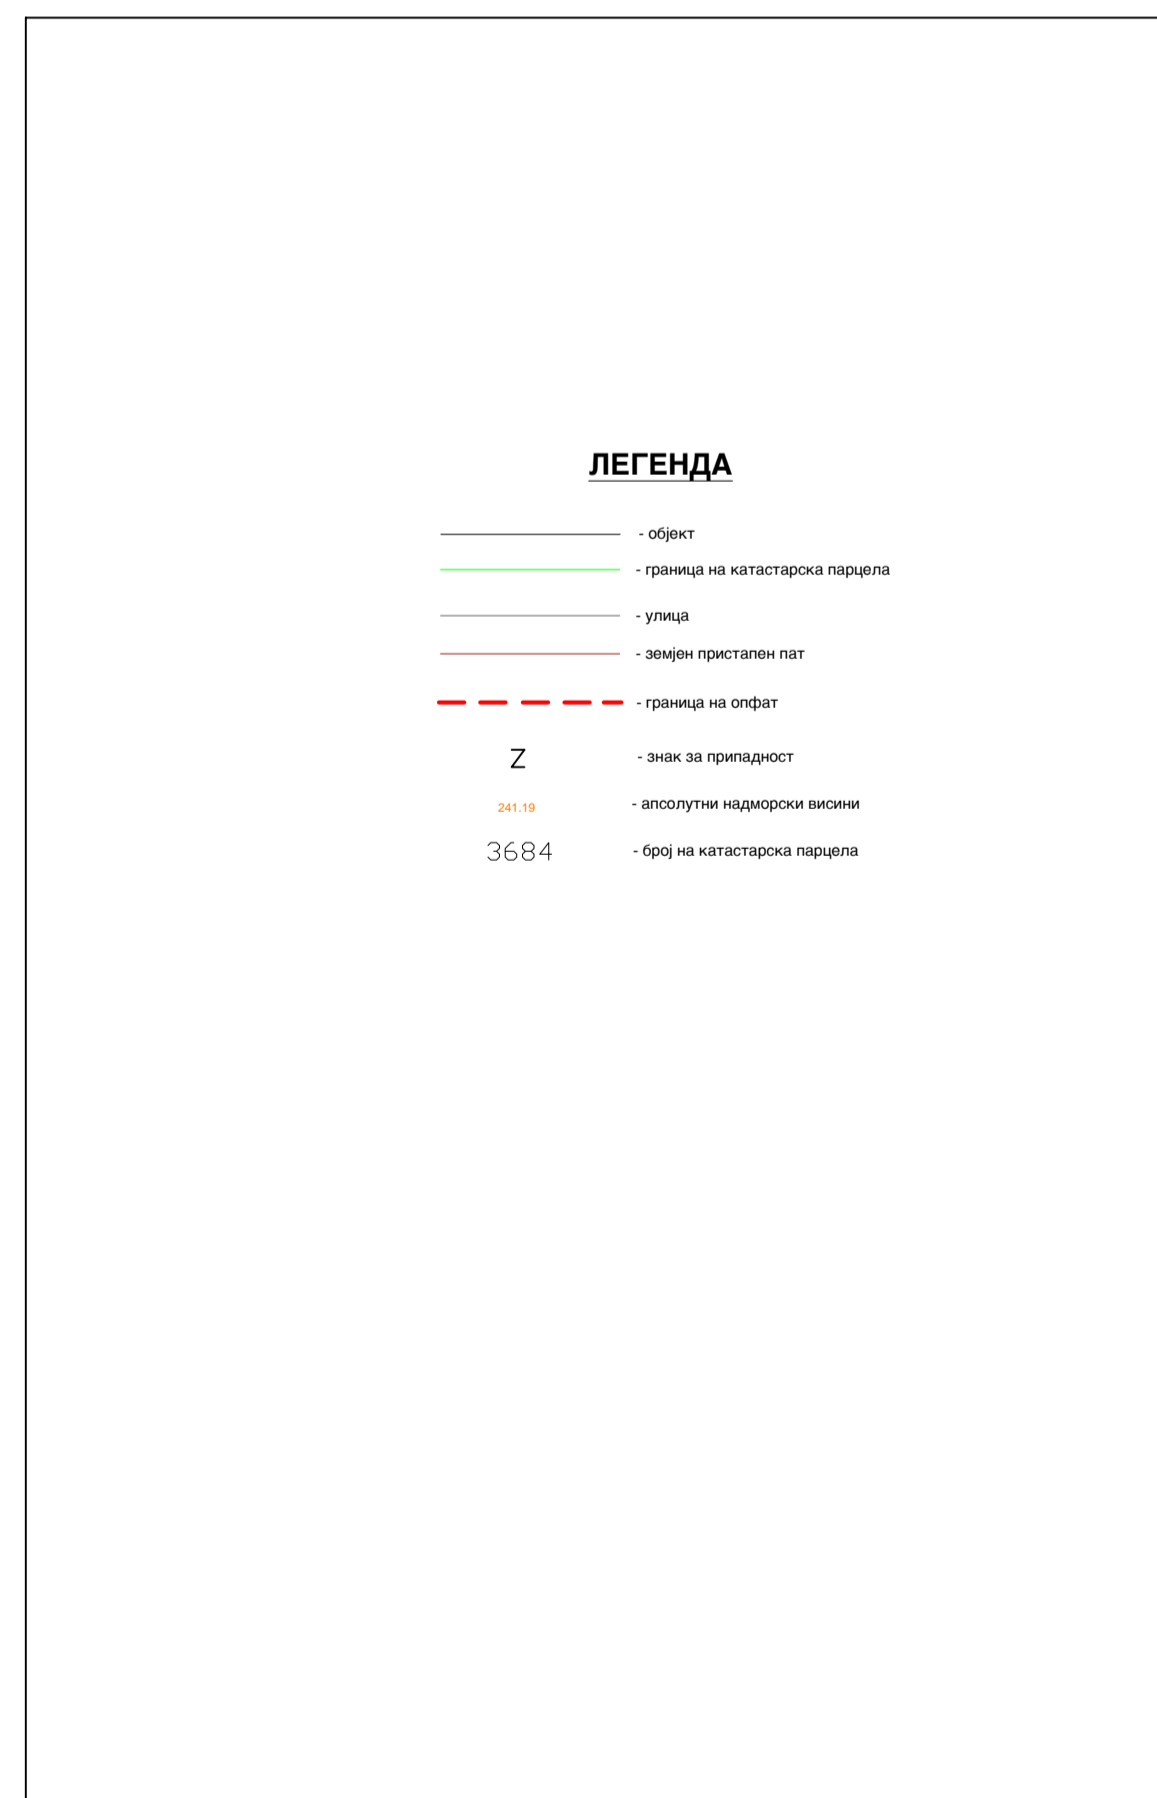 ЛЕГЕНДА
- објект
- граница на катастарска парцела
- улица
- земјен пристапен пат
- граница на опфат
Z - знак за припадност
241.19 - апсолутни надморски висини
3684 - број на катастарска парцела